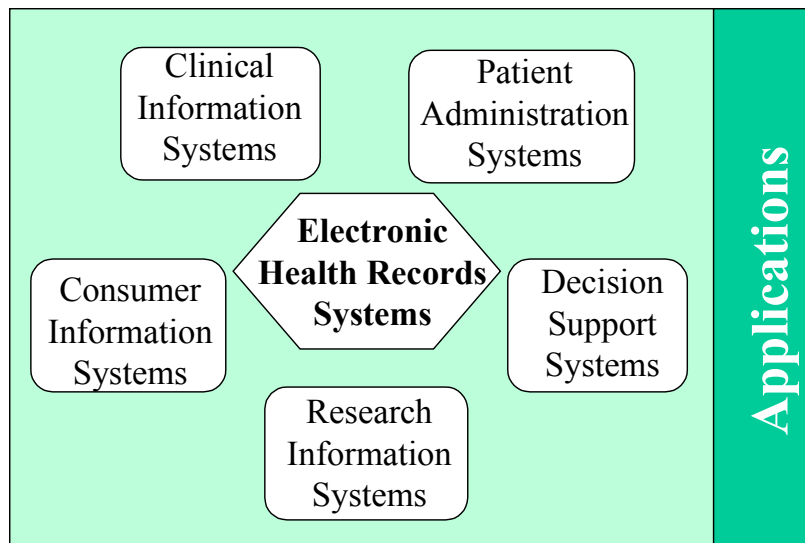 Clinical
Information
Systems
Patient
Administration
Systems
Electronic
Health Records
Systems
Consumer
Information
Systems
Decision
Support
Systems
Research
Information
Systems
Applications